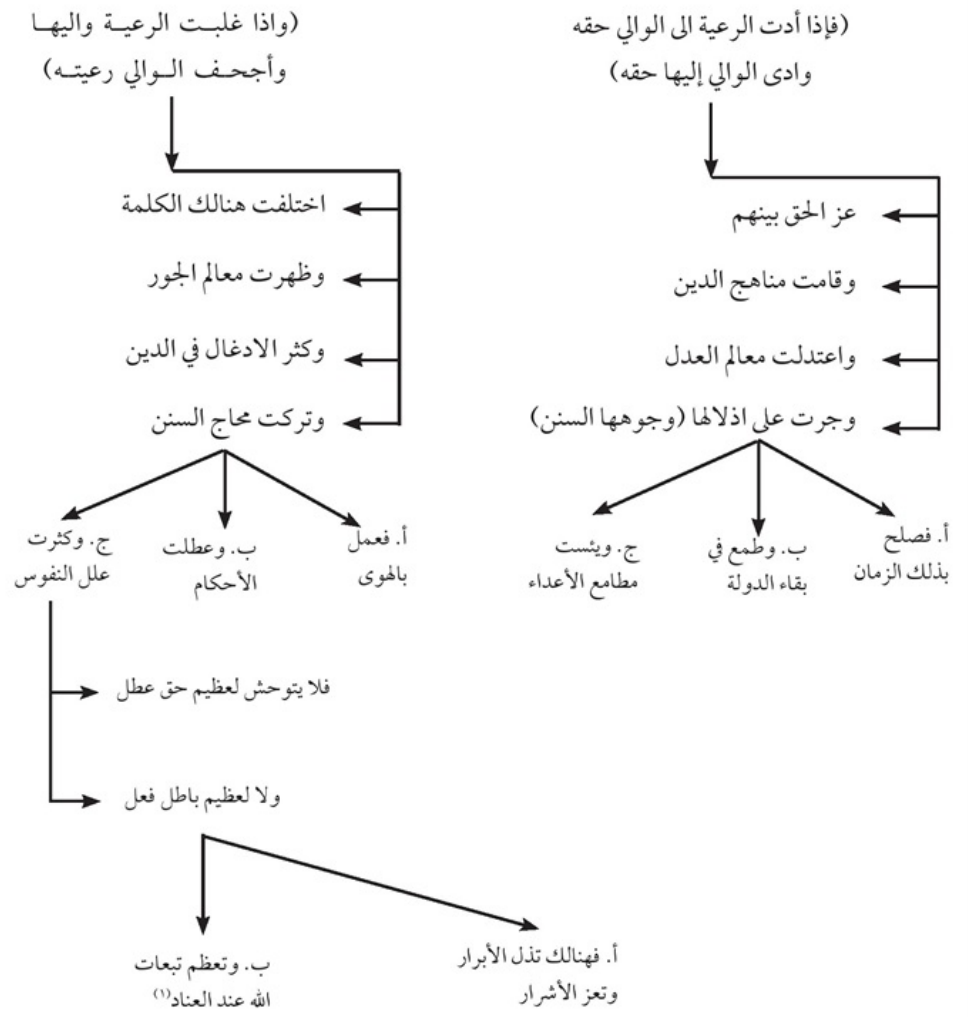 (فإذا أدت الرعية الى الوالي حقه
وادى الوالي إليها حقه)
عز الحق بينهم
وقامت مناهج الدين
واعتدلت معالم العدل
وجرت على اذلالها (وجوهها السنن)
أ. فصلح
بذلك الزمان
ب. وطمع في
بقاء الدولة
ج. ويئست
مطامع الأعداء
(واذا غلبت الرعية واليها
وأجحف الوالي رعيته)
اختلفت هنالك الكلمة
وظهرت معالم الجور
وكثر الادغال في الدين
وتركت محاج السنن
أ. فعمل
بالهوى
ب. وعطلت
الأحكام
ج. وكثرت
علل النفوس
فلا يتوحش لعظيم حق عطل
ولا لعظيم باطل فعل
أ. فهنالك تذل الأبرار
وتعز الأشرار
ب. وتعظم تبعات
الله عند العناد(١)